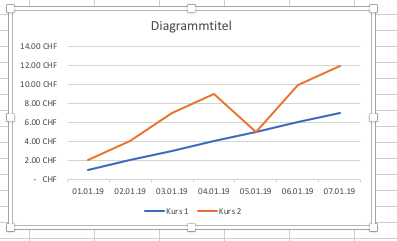 Diagrammtitel
14.00 CHF
12.00 CHF
10.00 CHF
8.00 CHF
6.00 CHF
4.00 CHF
2.00 CHF
- CHF
01.01.19 02.01.19 03.01.19 04.01.19 05.01.19 06.01.19 07.01.19
Kurs 1 Kurs 2